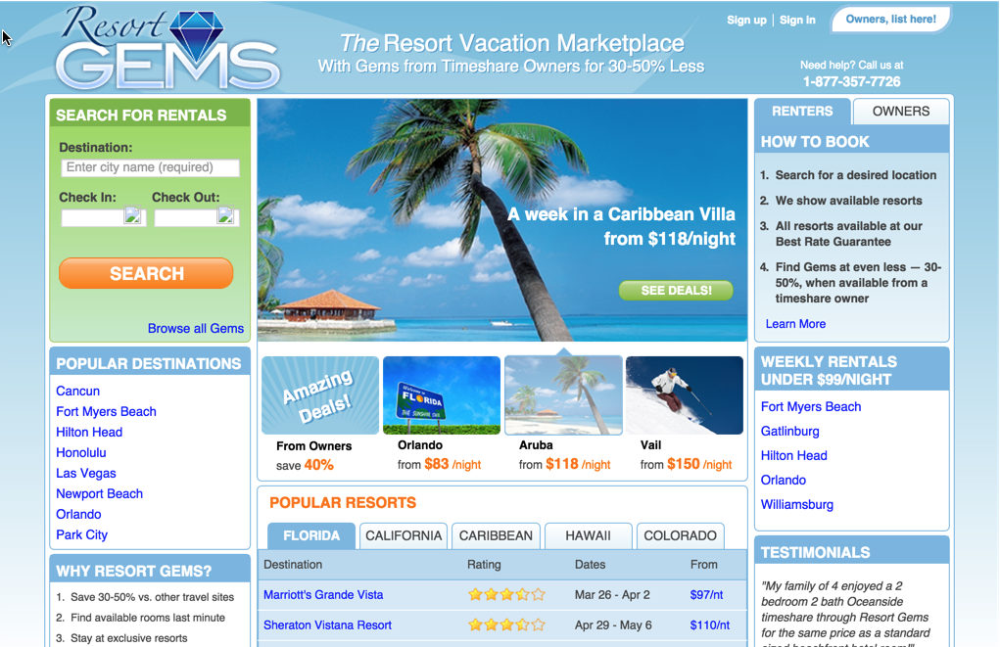 Resort
GEMS
The Resort Vacation Marketplace
With Gems from Timeshare Owners for 30-50% Less
Sign up | Sign in
Owners, list here!
Need help? Call us at
1-877-357-7726
SEARCH FOR RENTALS
Destination:
Enter city name (required)
Check In: Check Out:
SEARCH
Browse all Gems
POPULAR DESTINATIONS
Cancun
Fort Myers Beach
Hilton Head
Honolulu
Las Vegas
Newport Beach
Orlando
Park City
WHY RESORT GEMS?
1. Save 30-50% vs. other travel sites
2. Find available rooms last minute
3. Stay at exclusive resorts
A week in a Caribbean Villa
from $118/night
SEE DEALS!
Amazing
Deals!
From Owners
save 40%
Welcome to
FLORIDA
THE SUNSHINE STATE
Orlando
from $83 /night
Aruba
from $118 /night
Vail
from $150 /night
POPULAR RESORTS
FLORIDA CALIFORNIA CARIBBEAN HAWAII COLORADO
Destination Rating Dates From
Marriott's Grande Vista Mar 26 - Apr 2 $97/nt
Sheraton Vistana Resort Apr 29 - May 6 $110/nt
RENTERS OWNERS
HOW TO BOOK
1. Search for a desired location
2. We show available resorts
3. All resorts available at our
Best Rate Guarantee
4. Find Gems at even less — 30-
50%, when available from a
timeshare owner
Learn More
WEEKLY RENTALS
UNDER $99/NIGHT
Fort Myers Beach
Gatlinburg
Hilton Head
Orlando
Williamsburg
TESTIMONIALS
"My family of 4 enjoyed a 2
bedroom 2 bath Oceanside
timeshare through Resort Gems
for the same price as a standard
sized beachfront hotel room!"